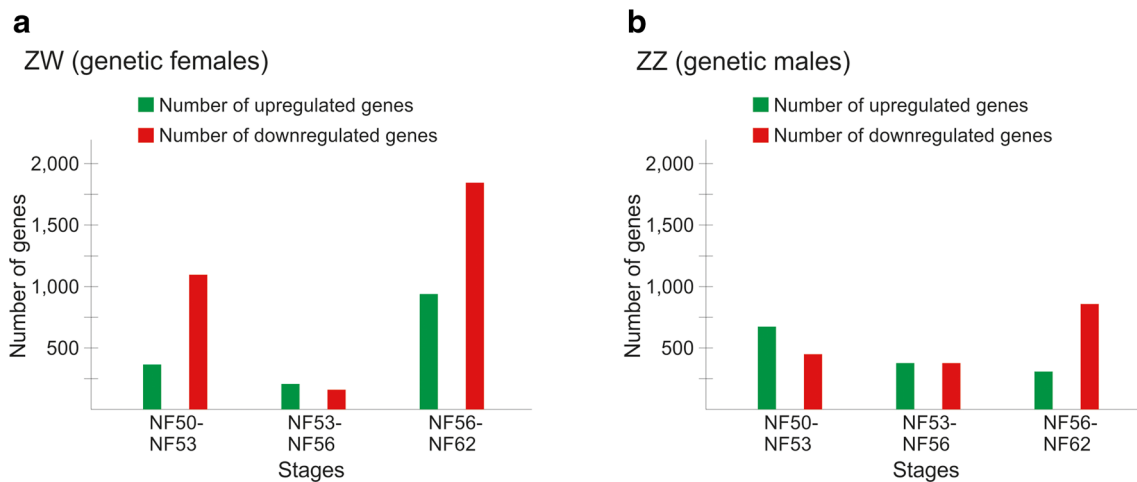 a
ZW (genetic females)
Number of upregulated genes
Number of downregulated genes
Number of genes
2,000
1,500
1,000
500
NF50-
NF53
NF53-
NF56
NF56-
NF62
Stages
b
ZZ (genetic males)
Number of upregulated genes
Number of downregulated genes
Number of genes
2,000
1,500
1,000
500
NF50-
NF53
NF53-
NF56
NF56-
NF62
Stages